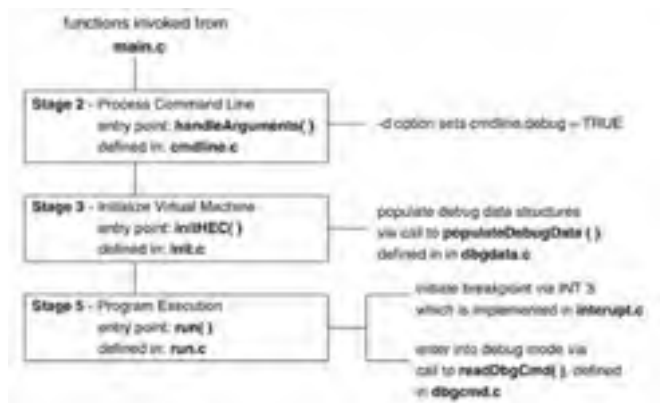 functions invoked from
main.c
Stage 2 - Process Command Line
entry point: handleArguments( )
defined in: cmdline.c
-d option sets cmdline.debug = TRUE
Stage 3 - Initialize Virtual Machine
entry point: initHEC( )
defined in: init.c
populate debug data structures
via call to populateDebugData ( )
defined in in dbgdata.c
Stage 5 - Program Execution
entry point: run( )
defined in: run.c
initiate breakpoint via INT 3
which is implemented in interupt.c
enter into debug mode via
call to readDbgCmd( ), defined
in dbgcmd.c